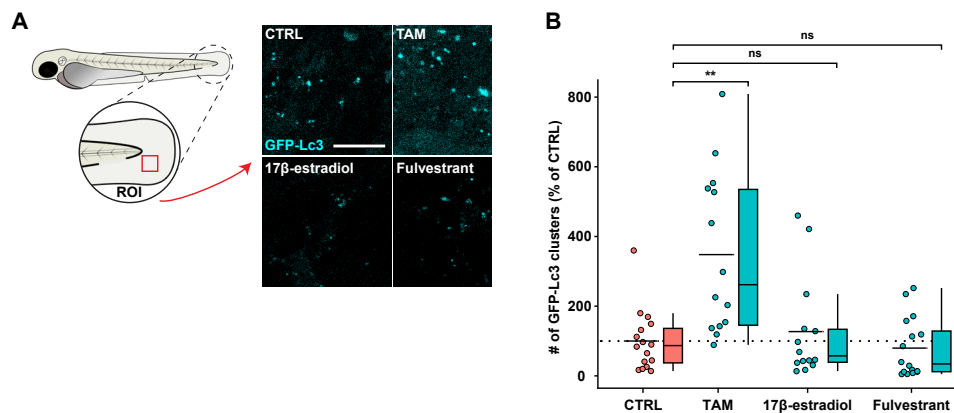 A
CTRL
TAM
GFP-Lc3
17β-estradiol
Fulvestrant
ROI
B
ns
ns
**
# of GFP-Lc3 clusters (% of CTRL)
800
600
400
200
0
CTRL
TAM
17β-estradiol
Fulvestrant